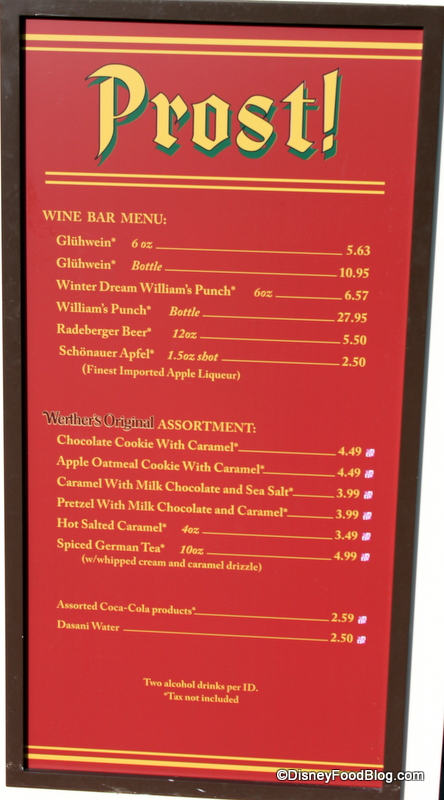 Prost!
WINE BAR MENU:
Glühwein* 6 oz 5.63
Glühwein* Bottle 10.95
Winter Dream William's Punch* 6oz 6.57
William's Punch* Bottle 27.95
Radeberger Beer* 12oz 5.50
Schönauer Apfel* 1.5oz shot 2.50
(Finest Imported Apple Liqueur)
Werther's Original ASSORTMENT:
Chocolate Cookie With Caramel* 4.49
Apple Oatmeal Cookie With Caramel* 4.49
Caramel With Milk Chocolate and Sea Salt* 3.99
Pretzel With Milk Chocolate and Caramel* 3.99
Hot Salted Caramel* 4oz 3.49
Spiced German Tea* 10oz 4.99
(w/whipped cream and caramel drizzle)
Assorted Coca-Cola products* 2.59
Dasani Water 2.50
Two alcohol drinks per ID.
*Tax not included
©DisneyFoodBlog.com